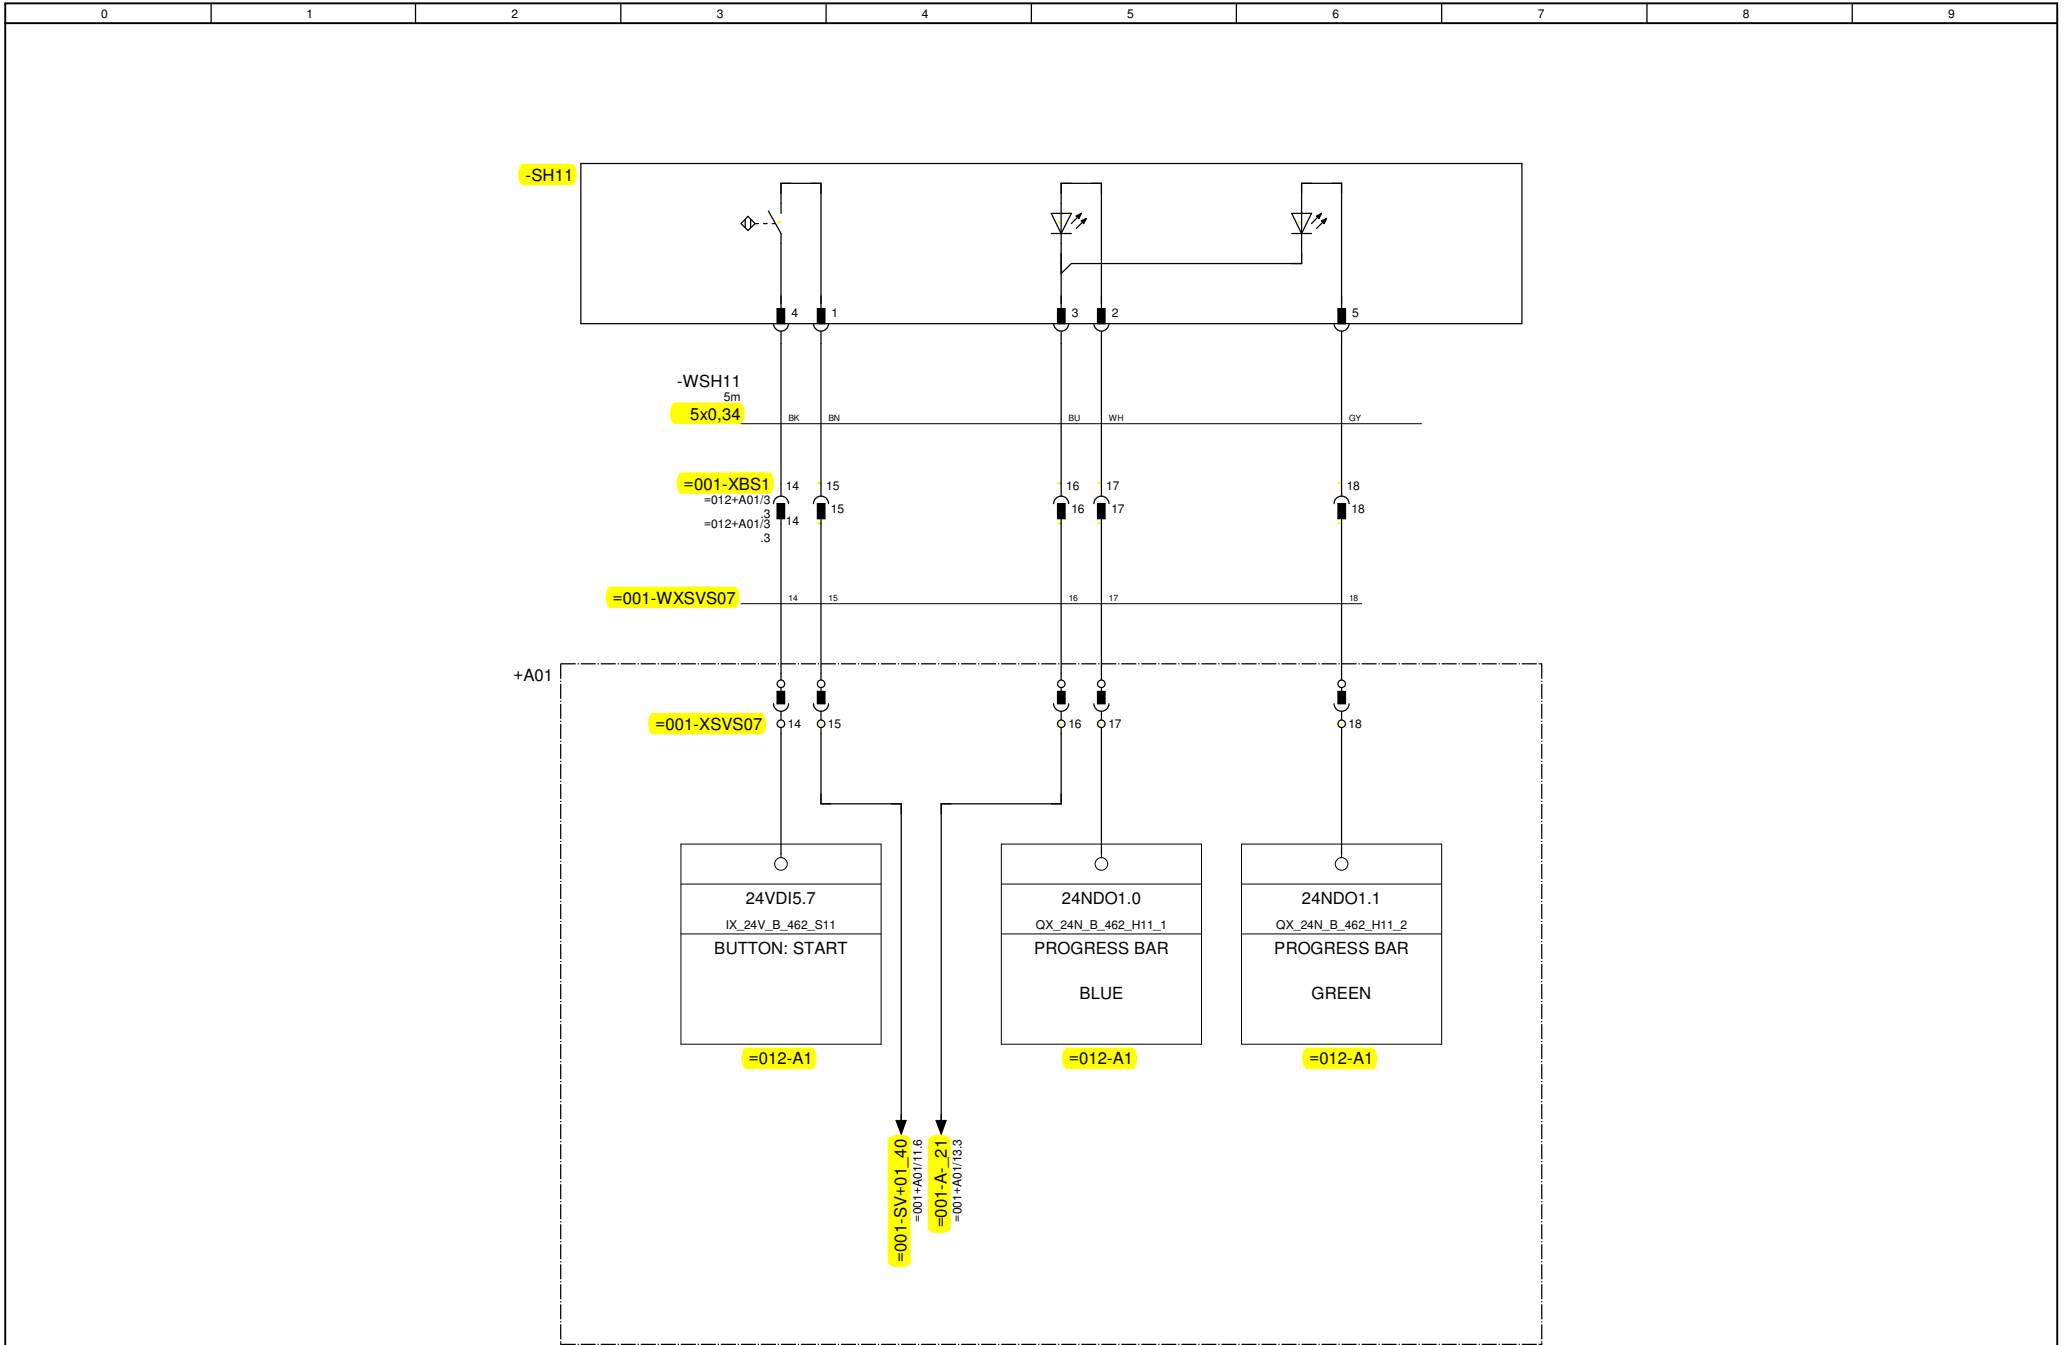 0 1 2 3 4 5 6 7 8 9
-SH11
4 1 3 2 5
-WSH11
5m
5x0,34
BK BN BU WH GY
=001-XBS1 14 15 16 17 18
=012+A01/3
.3
15 16 17 18
14
=012+A01/3
.3
=001-WXSVS07 14 15 16 17 18
+A01
=001-XSVS07 14 15 16 17 18
24VDI5.7
IX_24V_B_462_S11
BUTTON: START
=012-A1
24NDO1.0
QX_24N_B_462_H11_1
PROGRESS BAR
BLUE
=012-A1
24NDO1.1
QX_24N_B_462_H11_2
PROGRESS BAR
GREEN
=012-A1
=001-SV+01_40
=001+A01/11.6
=001-A-_21
=001+A01/13.3